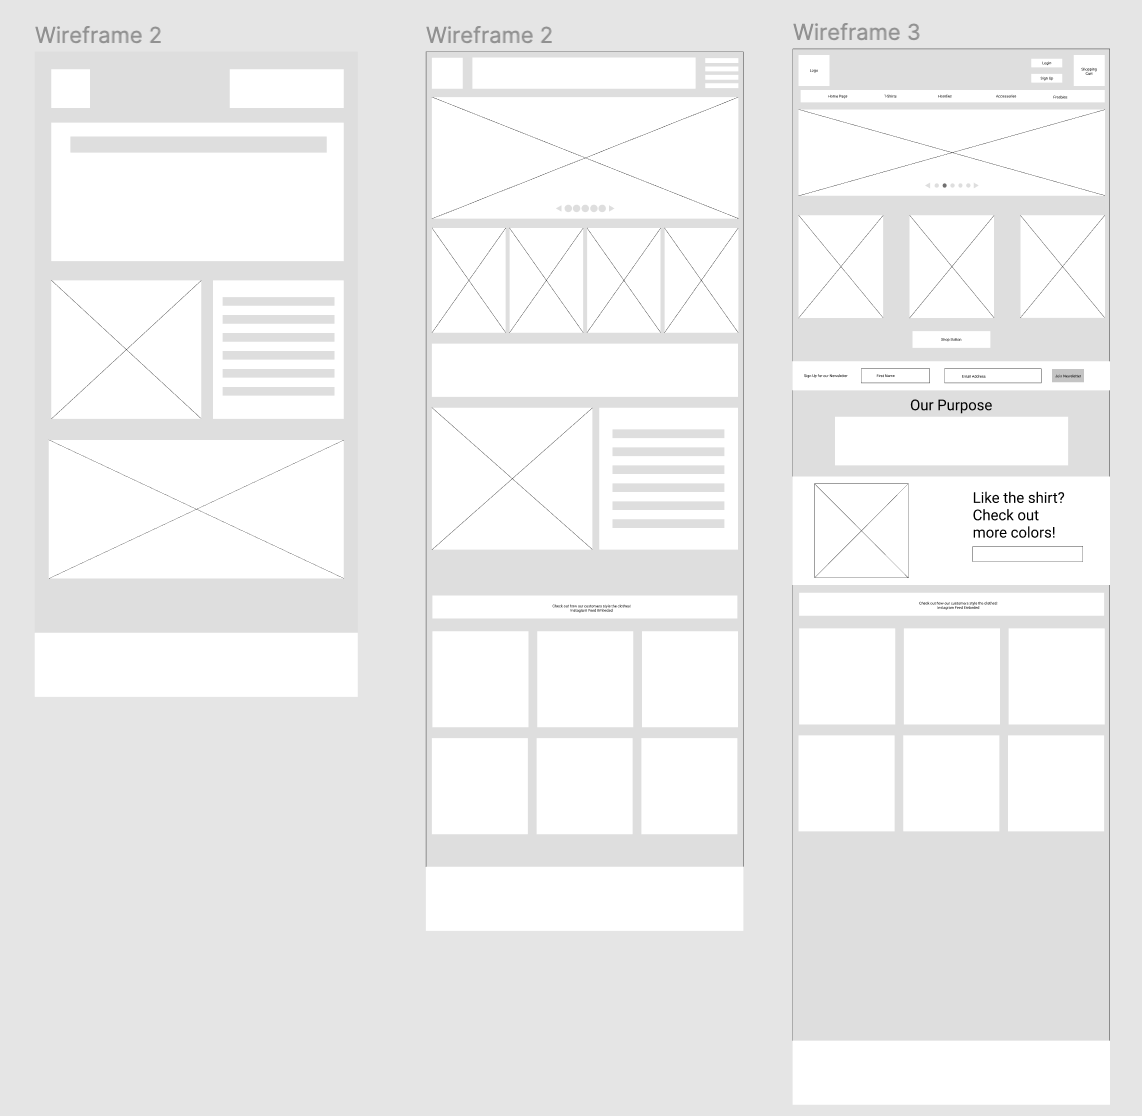 Wireframe 2
Wireframe 2
Check out how our customers style the clothes!
Instagram Feed Embeded
Wireframe 3
Logo
Login
Sign Up
Shopping
Cart
Home Page
T-Shirts
Hoodies
Accessories
Freebies
Shop Button
Sign Up for our Newsletter
First Name
Email Address
Join Newsletter
Our Purpose
Like the shirt?
Check out
more colors!
Check out how our customers style the clothes!
Instagram Feed Embeded